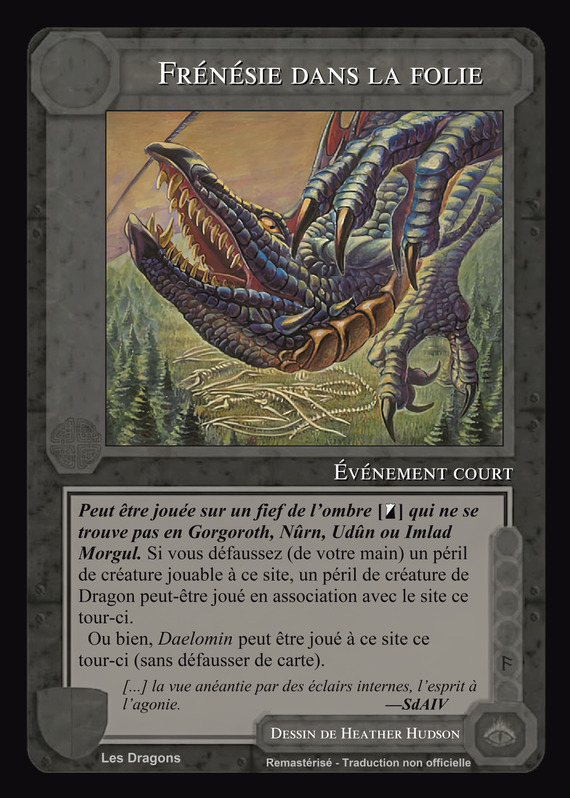 Frénésie dans la folie
Événement court
Peut être jouée sur un fief de l'ombre [] qui ne se
trouve pas en Gorgoroth, Nûrn, Udûn ou Imlad
Morgul. Si vous défaussez (de votre main) un péril
de créature jouable à ce site, un péril de créature de
Dragon peut-être joué en association avec le site ce
tour-ci.
Ou bien, Daelomin peut être joué à ce site ce
tour-ci (sans défausser de carte).
[...] la vue anéantie par des éclairs internes, l'esprit à
l'agonie. —SdAIV
Dessin de Heather Hudson
Les Dragons
Remastérisé - Traduction non officielle